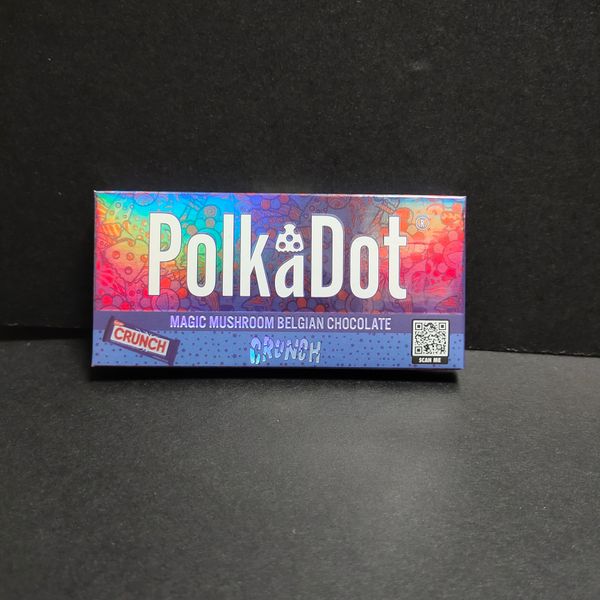 PolkaDot®
MAGIC MUSHROOM BELGIAN CHOCOLATE
CRUNCH
CRUNCH
SCAN ME